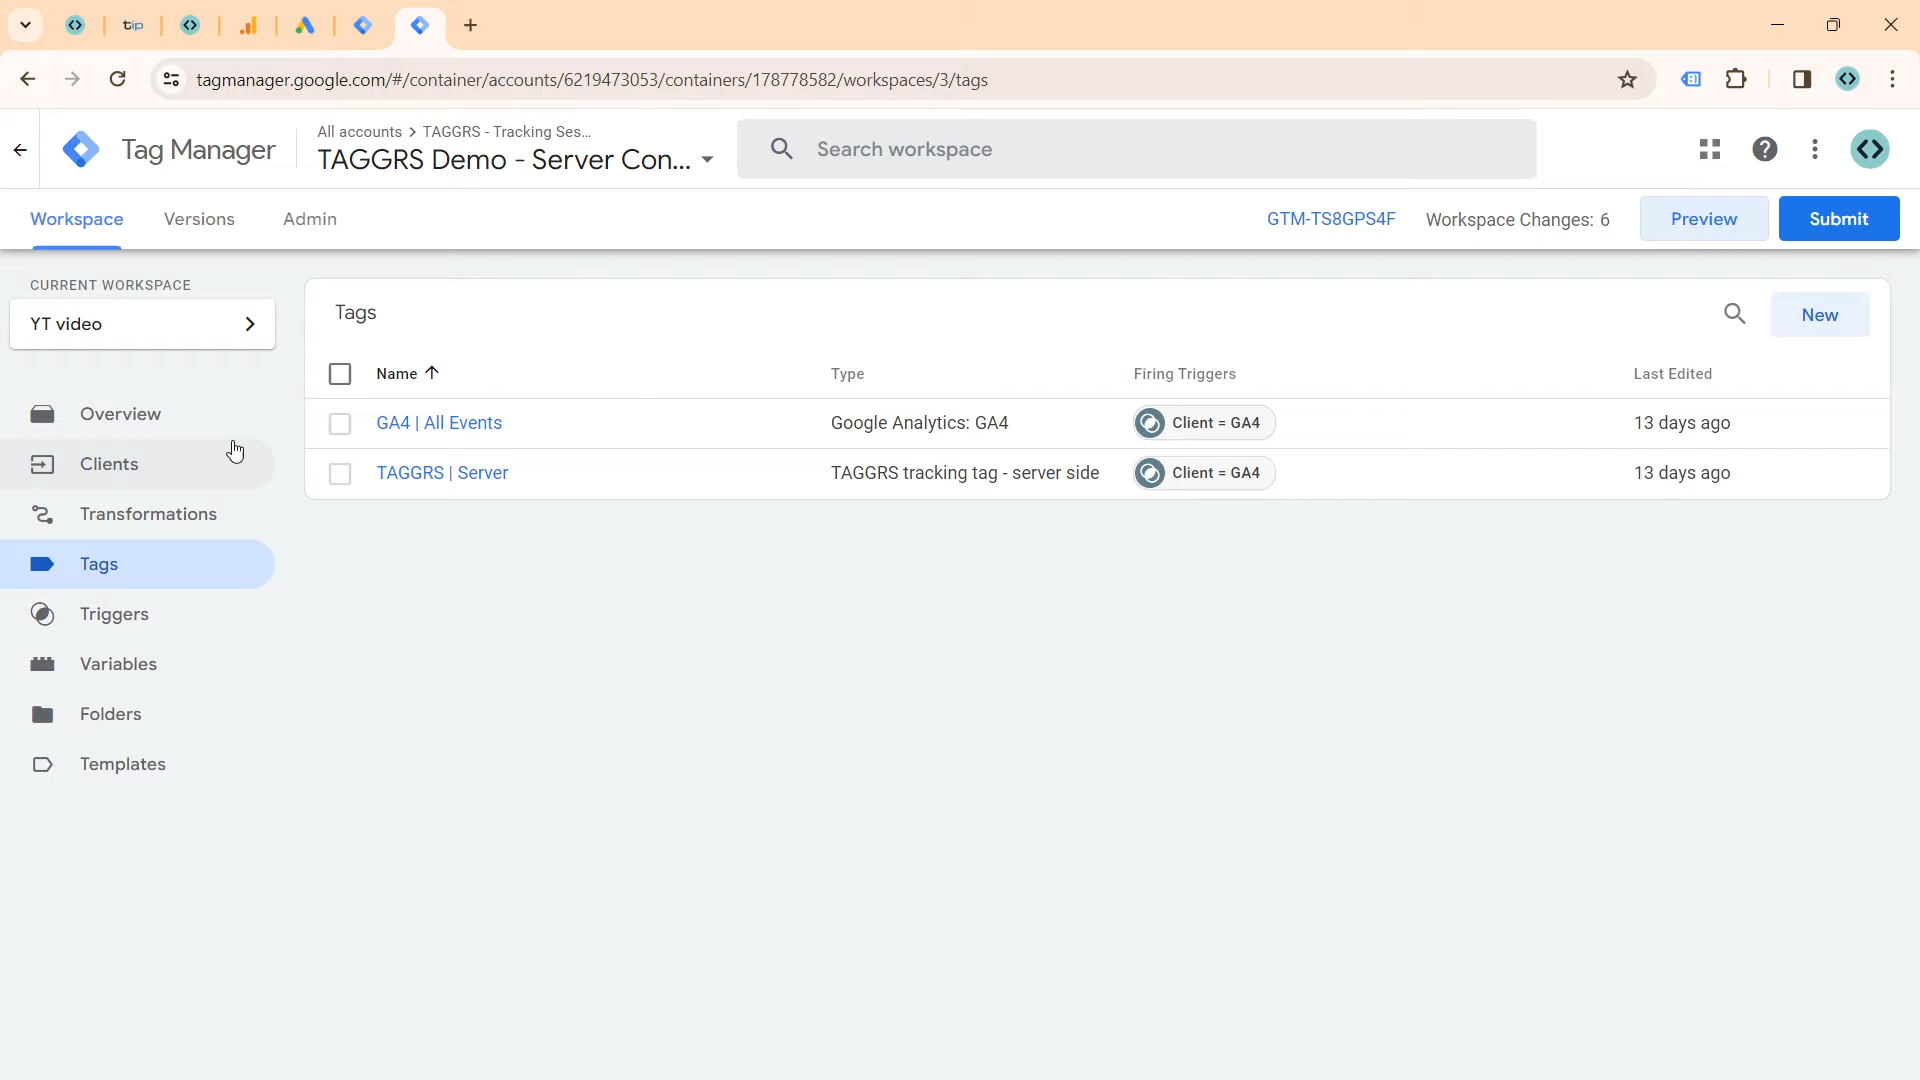 tip
tagmanager.google.com/#/container/accounts/6219473053/containers/178778582/workspaces/3/tags
Tag Manager
All accounts > TAGGRS - Tracking Ses...
TAGGRS Demo - Server Con...
Search workspace
Workspace
Versions
Admin
GTM-TS8GPS4F
Workspace Changes: 6
Preview
Submit
CURRENT WORKSPACE
YT video
Overview
Clients
Transformations
Tags
Triggers
Variables
Folders
Templates
Tags
New
Name
Type
Firing Triggers
Last Edited
GA4 | All Events
Google Analytics: GA4
Client = GA4
13 days ago
TAGGRS | Server
TAGGRS tracking tag - server side
Client = GA4
13 days ago